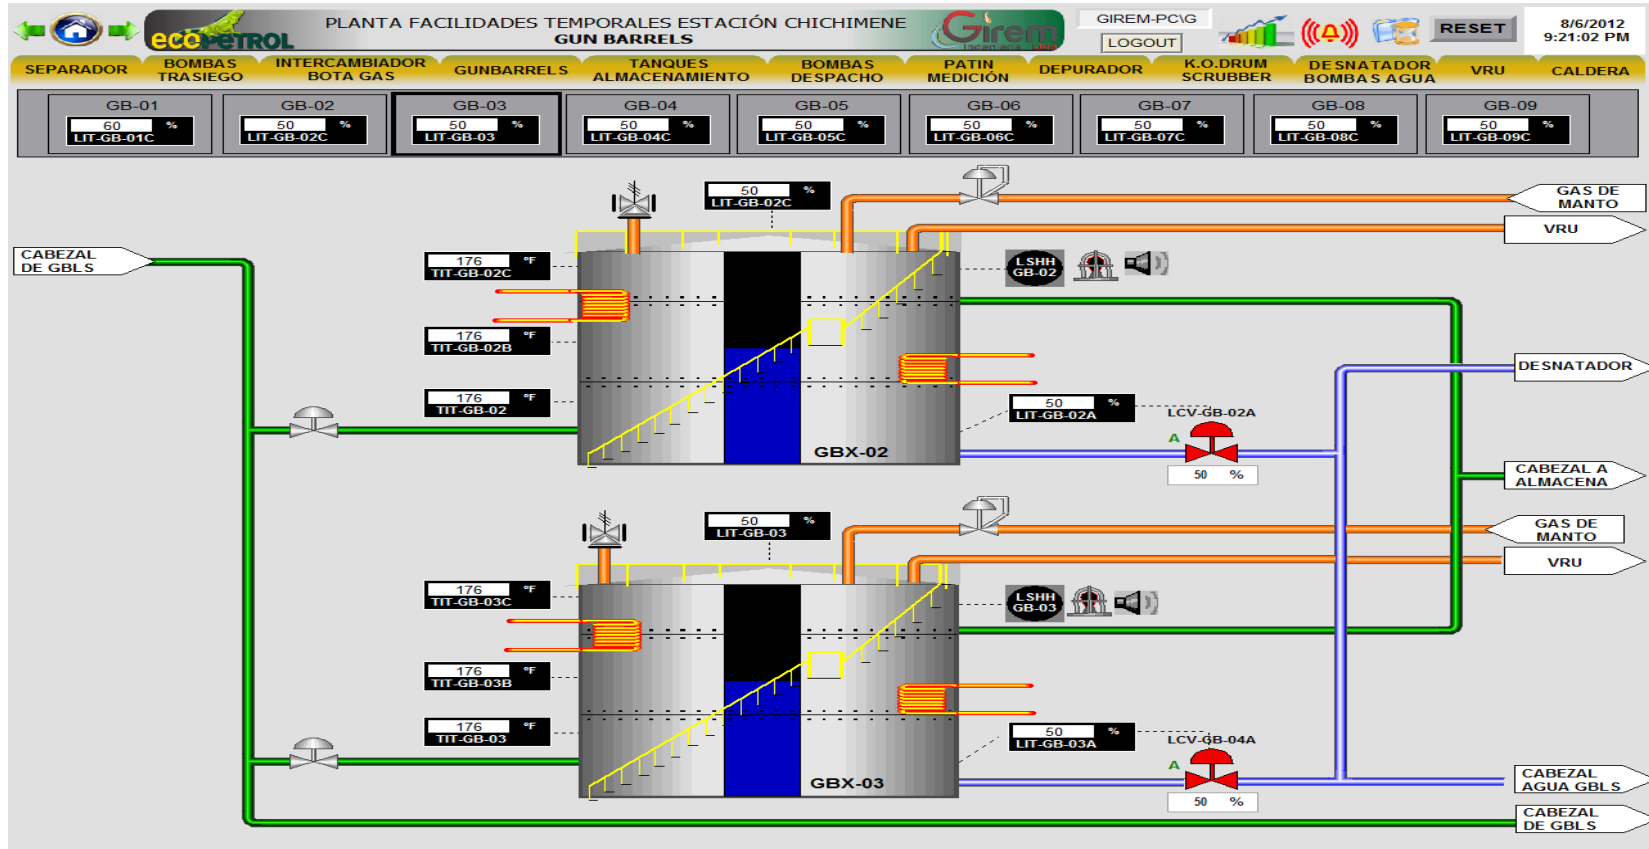 PLANTA FACILIDADES TEMPORALES ESTACIÓN CHICHIMENE
GUN BARRELS
ecopetrol
Girem
Ingeniería Ltda
GIREM-PC\G
LOGOUT
RESET
8/6/2012
9:21:02 PM
SEPARADOR
BOMBAS
TRASIEGO
INTERCAMBIADOR
BOTA GAS
GUNBARRELS
TANQUES
ALMACENAMIENTO
BOMBAS
DESPACHO
PATIN
MEDICIÓN
DEPURADOR
K.O.DRUM
SCRUBBER
DESNATADOR
BOMBAS AGUA
VRU
CALDERA
GB-01
60 %
LIT-GB-01C
GB-02
50 %
LIT-GB-02C
GB-03
50 %
LIT-GB-03
GB-04
50 %
LIT-GB-04C
GB-05
50 %
LIT-GB-05C
GB-06
50 %
LIT-GB-06C
GB-07
50 %
LIT-GB-07C
GB-08
50 %
LIT-GB-08C
GB-09
50 %
LIT-GB-09C
50 %
LIT-GB-02C
GAS DE
MANTO
VRU
CABEZAL
DE GBLS
176 ºF
TIT-GB-02C
LSHH
GB-02
176 ºF
TIT-GB-02B
DESNATADOR
176 ºF
TIT-GB-02
50 %
LIT-GB-02A
LCV-GB-02A
A
GBX-02
50 %
CABEZAL A
ALMACENA
50 %
LIT-GB-03
GAS DE
MANTO
VRU
176 ºF
TIT-GB-03C
LSHH
GB-03
176 ºF
TIT-GB-03B
176 ºF
TIT-GB-03
50 %
LIT-GB-03A
LCV-GB-04A
A
GBX-03
50 %
CABEZAL
AGUA GBLS
CABEZAL
DE GBLS